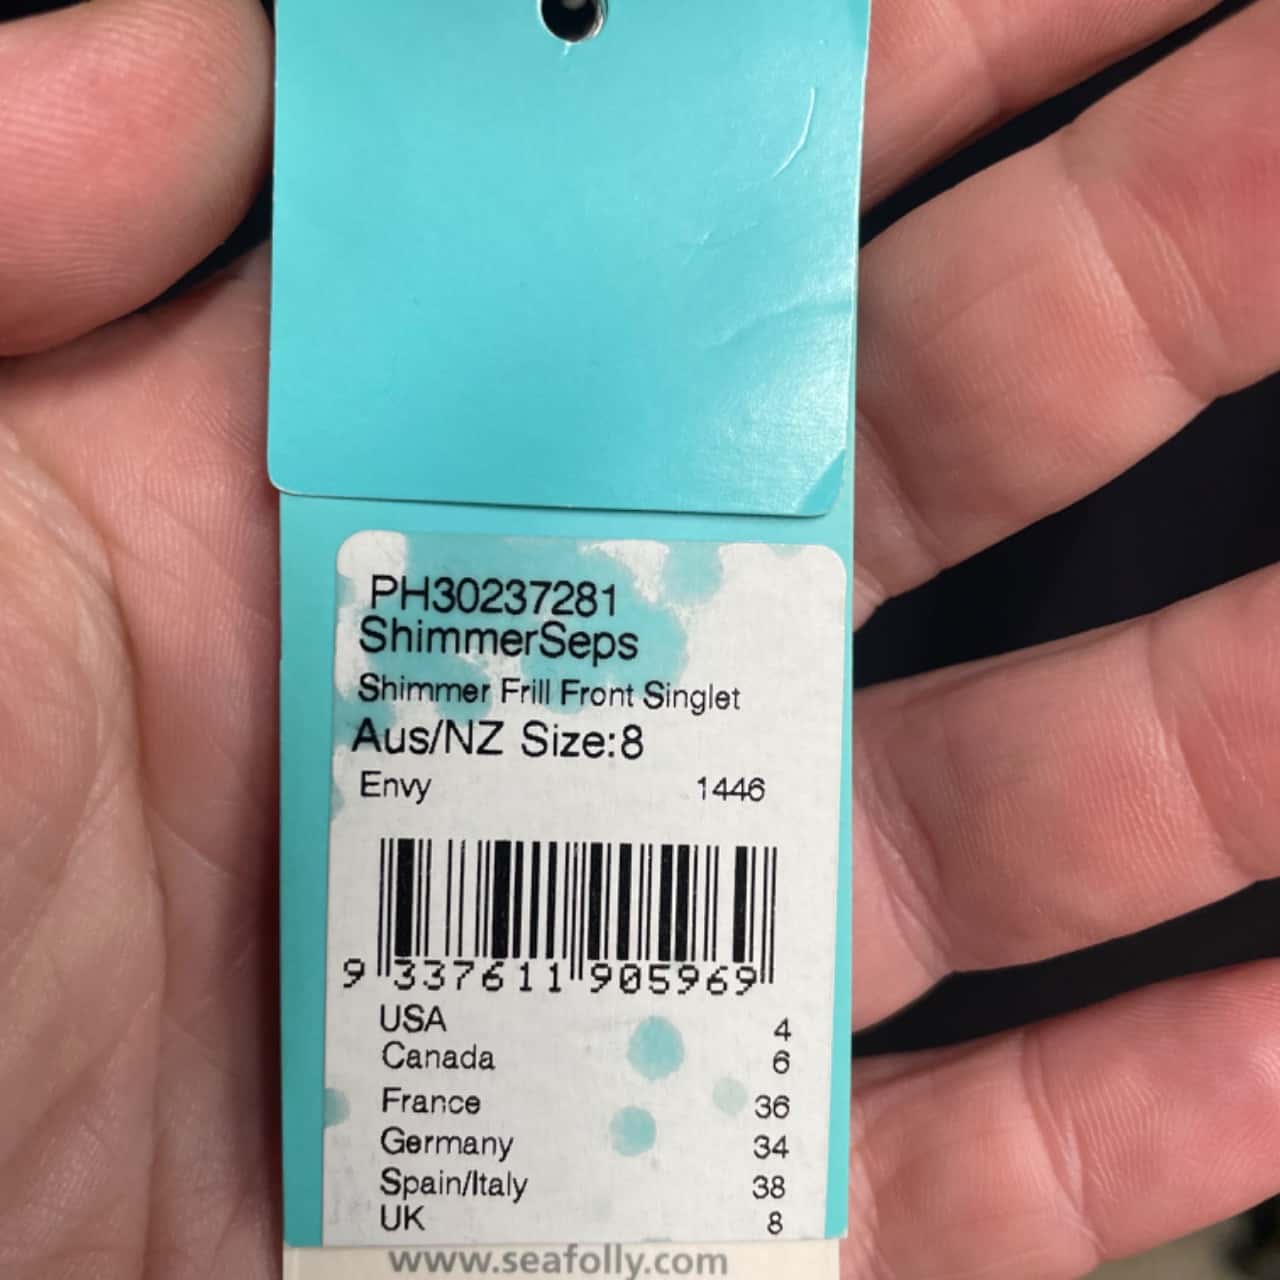 PH30237281
ShimmerSeps
Shimmer Frill Front Singlet
Aus/NZ Size:8
Envy 1446
9 337611 905969
USA 4
Canada 6
France 36
Germany 34
Spain/Italy 38
UK 8
www.seafolly.com